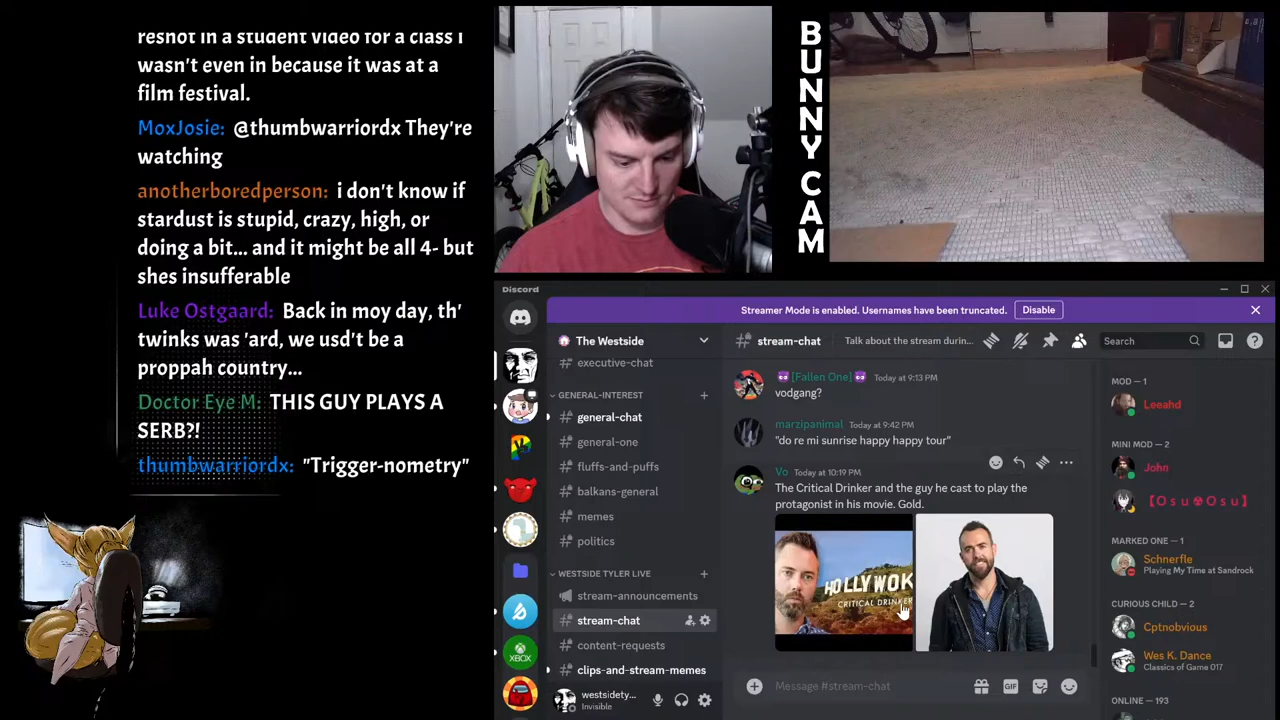 reshot in a student video for a class I
wasn't even in because it was at a
film festival.
MoxJosie: @thumbwarriordx They're
watching
anotherboredperson: i don't know if
stardust is stupid, crazy, high, or
doing a bit... and it might be all 4- but
shes insufferable
Luke Ostgaard: Back in moy day, th'
twinks was 'ard, we usd't be a
proppah country...
Doctor Eye M: THIS GUY PLAYS A
SERB?!
thumbwarriordx: "Trigger-nometry"
BUNNY CAM
Discord
Streamer Mode is enabled. Usernames have been truncated.
Disable
The Westside
executive-chat
GENERAL-INTEREST
general-chat
general-one
fluffs-and-puffs
balkans-general
memes
politics
WESTSIDE TYLER LIVE
stream-announcements
stream-chat
content-requests
clips-and-stream-memes
westsidety...
Invisible
XBOX
stream-chat
Talk about the stream durin...
Search
[Fallen One] Today at 9:13 PM
vodgang?
marzipanimal Today at 9:42 PM
"do re mi sunrise happy happy tour"
Vo Today at 10:19 PM
The Critical Drinker and the guy he cast to play the
protagonist in his movie. Gold.
HOLLYWOK
CRITICAL DRINKER
Message #stream-chat
GIF
MOD — 1
Leeahd
MINI MOD — 2
John
【O s u ☢ O s u】
MARKED ONE — 1
Schnerfle
Playing My Time at Sandrock
CURIOUS CHILD — 2
Cptnobvious
Wes K. Dance
Classics of Game 017
ONLINE — 193